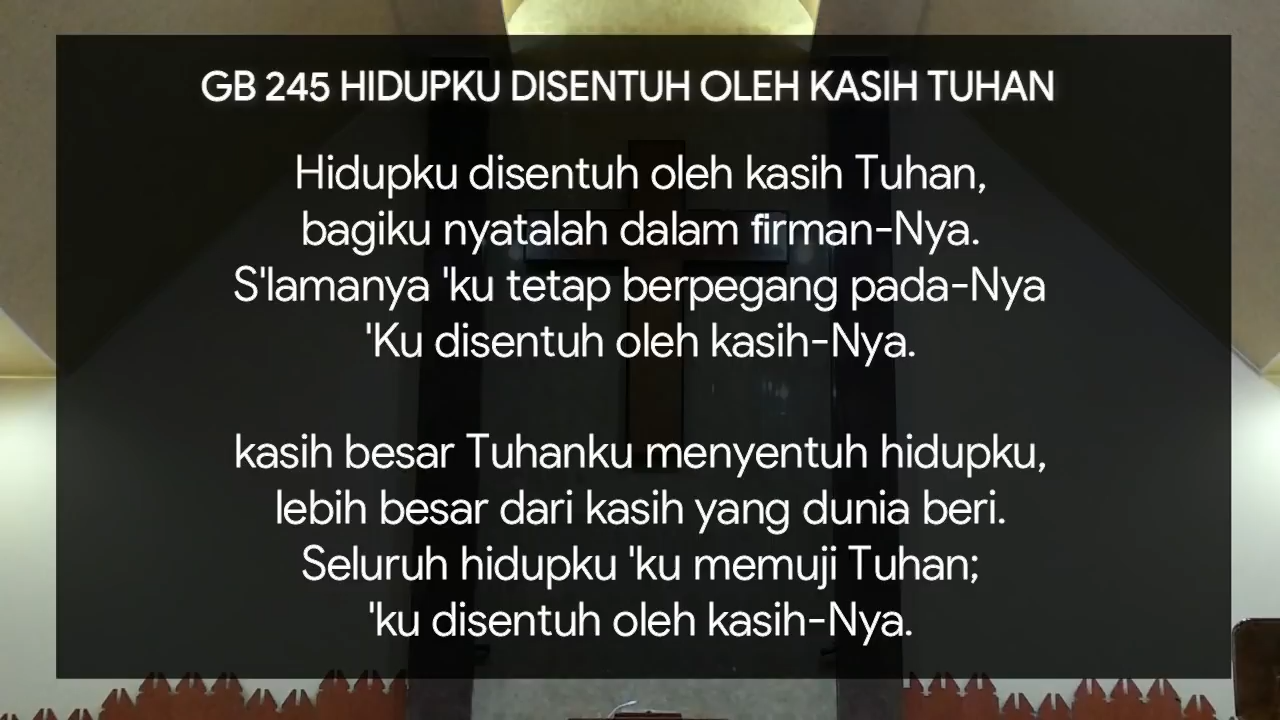 GB 245 HIDUPKU DISENTUH OLEH KASIH TUHAN
Hidupku disentuh oleh kasih Tuhan,
bagiku nyatalah dalam firman-Nya.
S'lamanya 'ku tetap berpegang pada-Nya
'Ku disentuh oleh kasih-Nya.
kasih besar Tuhanku menyentuh hidupku,
lebih besar dari kasih yang dunia beri.
Seluruh hidupku 'ku memuji Tuhan;
'ku disentuh oleh kasih-Nya.